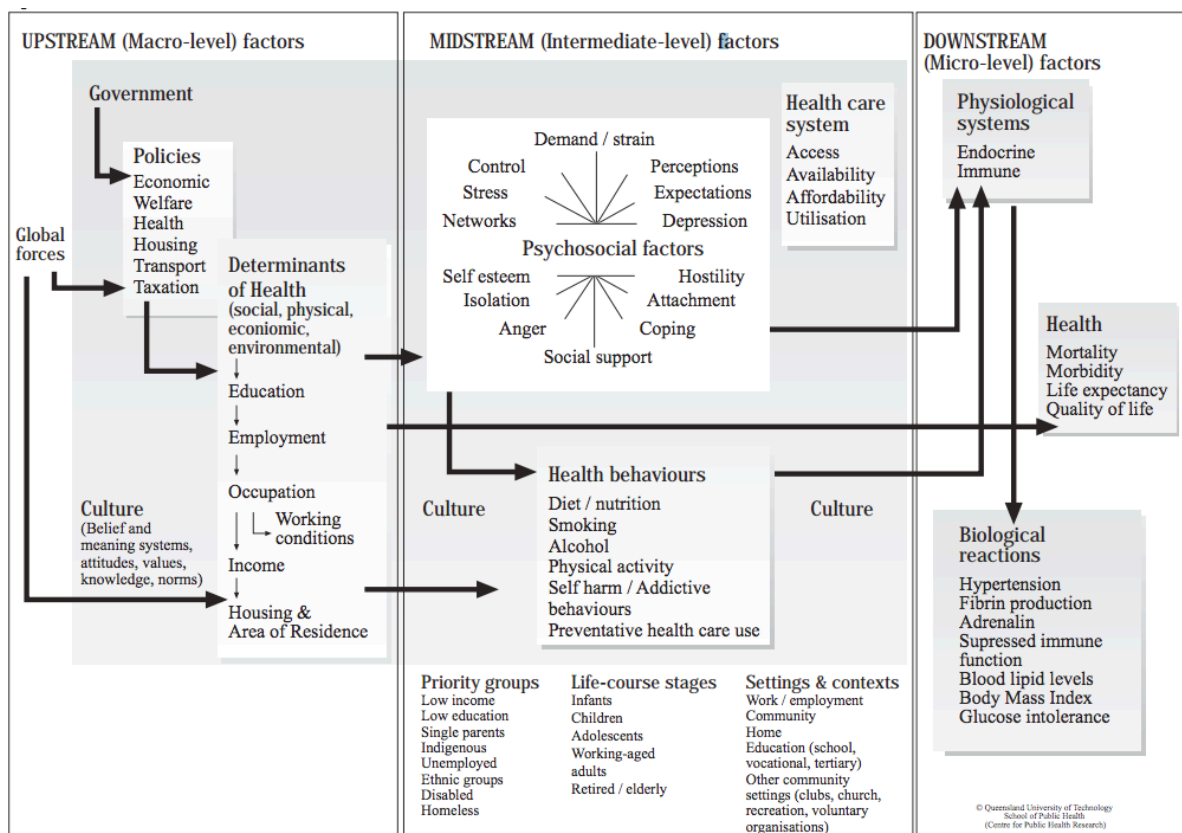 UPSTREAM (Macro-level) factors
Government
Policies
Economic
Welfare
Health
Housing
Transport
Taxation
Global
forces
Determinants
of Health
(social, physical,
econiomic,
environmental)
Education
Employment
Occupation
Working
conditions
Income
Housing &
Area of Residence
Culture
(Belief and
meaning systems,
attitudes, values,
knowledge, norms)
MIDSTREAM (Intermediate-level) factors
Demand / strain
Control
Perceptions
Stress
Expectations
Networks
Depression
Psychosocial factors
Self esteem
Hostility
Isolation
Attachment
Anger
Coping
Social support
Health care
system
Access
Availability
Affordability
Utilisation
Culture
Health behaviours
Diet / nutrition
Smoking
Alcohol
Physical activity
Self harm / Addictive
behaviours
Preventative health care use
Culture
Priority groups
Low income
Low education
Single parents
Indigenous
Unemployed
Ethnic groups
Disabled
Homeless
Life-course stages
Infants
Children
Adolescents
Working-aged
adults
Retired / elderly
Settings & contexts
Work / employment
Community
Home
Education (school,
vocational, tertiary)
Other community
settings (clubs, church,
recreation, voluntary
organisations)
DOWNSTREAM
(Micro-level) factors
Physiological
systems
Endocrine
Immune
Health
Mortality
Morbidity
Life expectancy
Quality of life
Biological
reactions
Hypertension
Fibrin production
Adrenalin
Supressed immune
function
Blood lipid levels
Body Mass Index
Glucose intolerance
© Queensland University of Technology
School of Public Health
(Centre for Public Health Research)